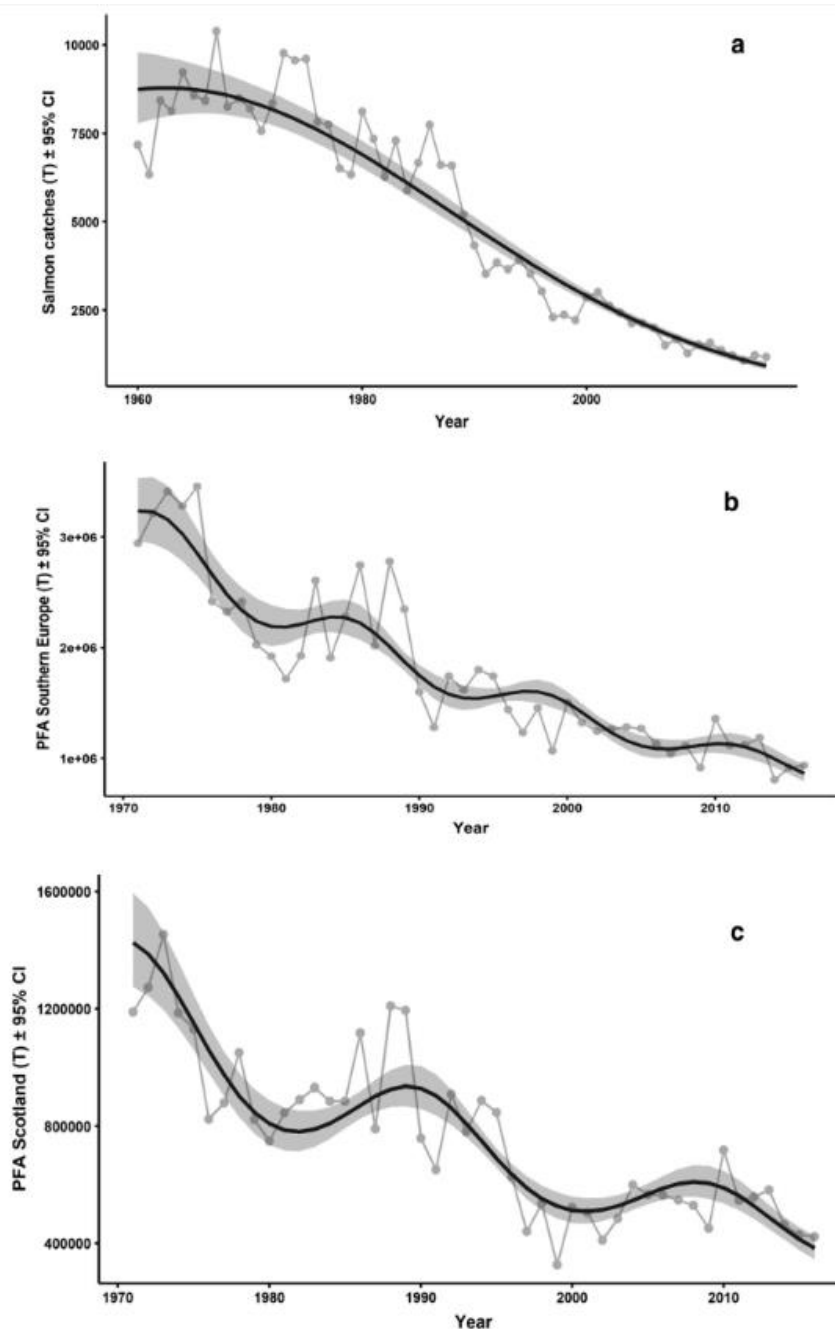 a
Salmon catches (T) ± 95% CI
10000
7500
5000
2500
1960
1980
2000
Year
b
PFA Southern Europe (T) ± 95% CI
3e+06
2e+06
1e+06
1970
1980
1990
2000
2010
Year
c
PFA Scotland (T) ± 95% CI
1600000
1200000
800000
400000
1970
1980
1990
2000
2010
Year